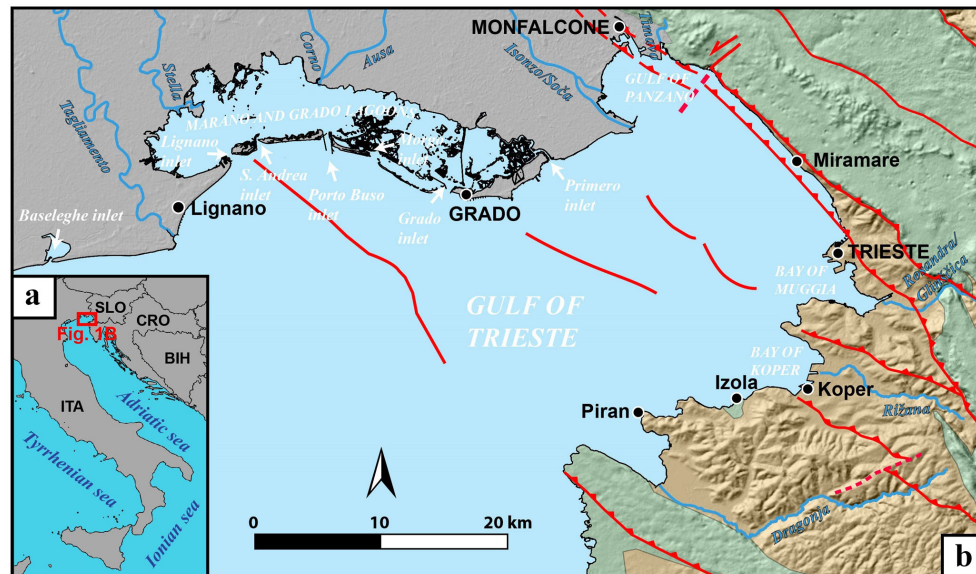 MONFALCONE
Timavo
Corno
Ausa
Isonzo/Soča
GULF OF
PANZANO
Stella
Tagliamento
MARANO AND GRADO LAGOONS
Lignano
inlet
S. Andrea
inlet
Porto Buso
inlet
Grado
inlet
Primero
inlet
Miramare
Baseleghe inlet
Lignano
GRADO
TRIESTE
Rosandra/
Glinščica
BAY OF
MUGGIA
GULF OF
TRIESTE
BAY OF
KOPER
Izola
Koper
Piran
Rižana
Dragonja
0 10 20 km
b
a
SLO
CRO
Fig. 1B
BIH
ITA
Adriatic sea
Tyrrhenian sea
Ionian sea